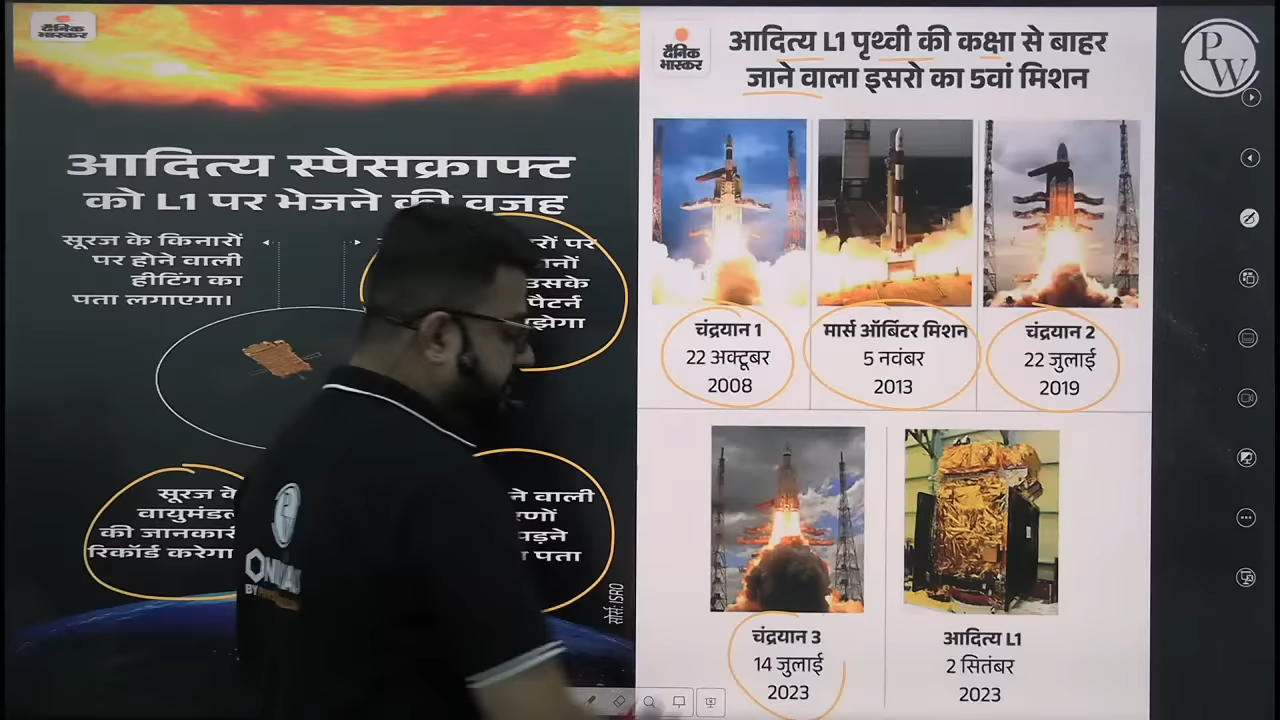 दैनिक
भास्कर
आदित्य स्पेसक्राफ्ट
को L1 पर भेजने की वजह
सूरज के किनारों
पर होने वाली
हीटिंग का
पता लगाएगा।
रों पर
उसके
पैटर्न
सूरज के
वायुमंडल
की जानकारी
रिकॉर्ड करेगा
ने वाली
पड़ने
पता
सोर्स: ISRO
दैनिक
भास्कर
आदित्य L1 पृथ्वी की कक्षा से बाहर
जाने वाला इसरो का 5वां मिशन
चंद्रयान 1
22 अक्टूबर
2008
मार्स ऑर्बिटर मिशन
5 नवंबर
2013
चंद्रयान 2
22 जुलाई
2019
चंद्रयान 3
14 जुलाई
2023
आदित्य L1
2 सितंबर
2023
PW
BY